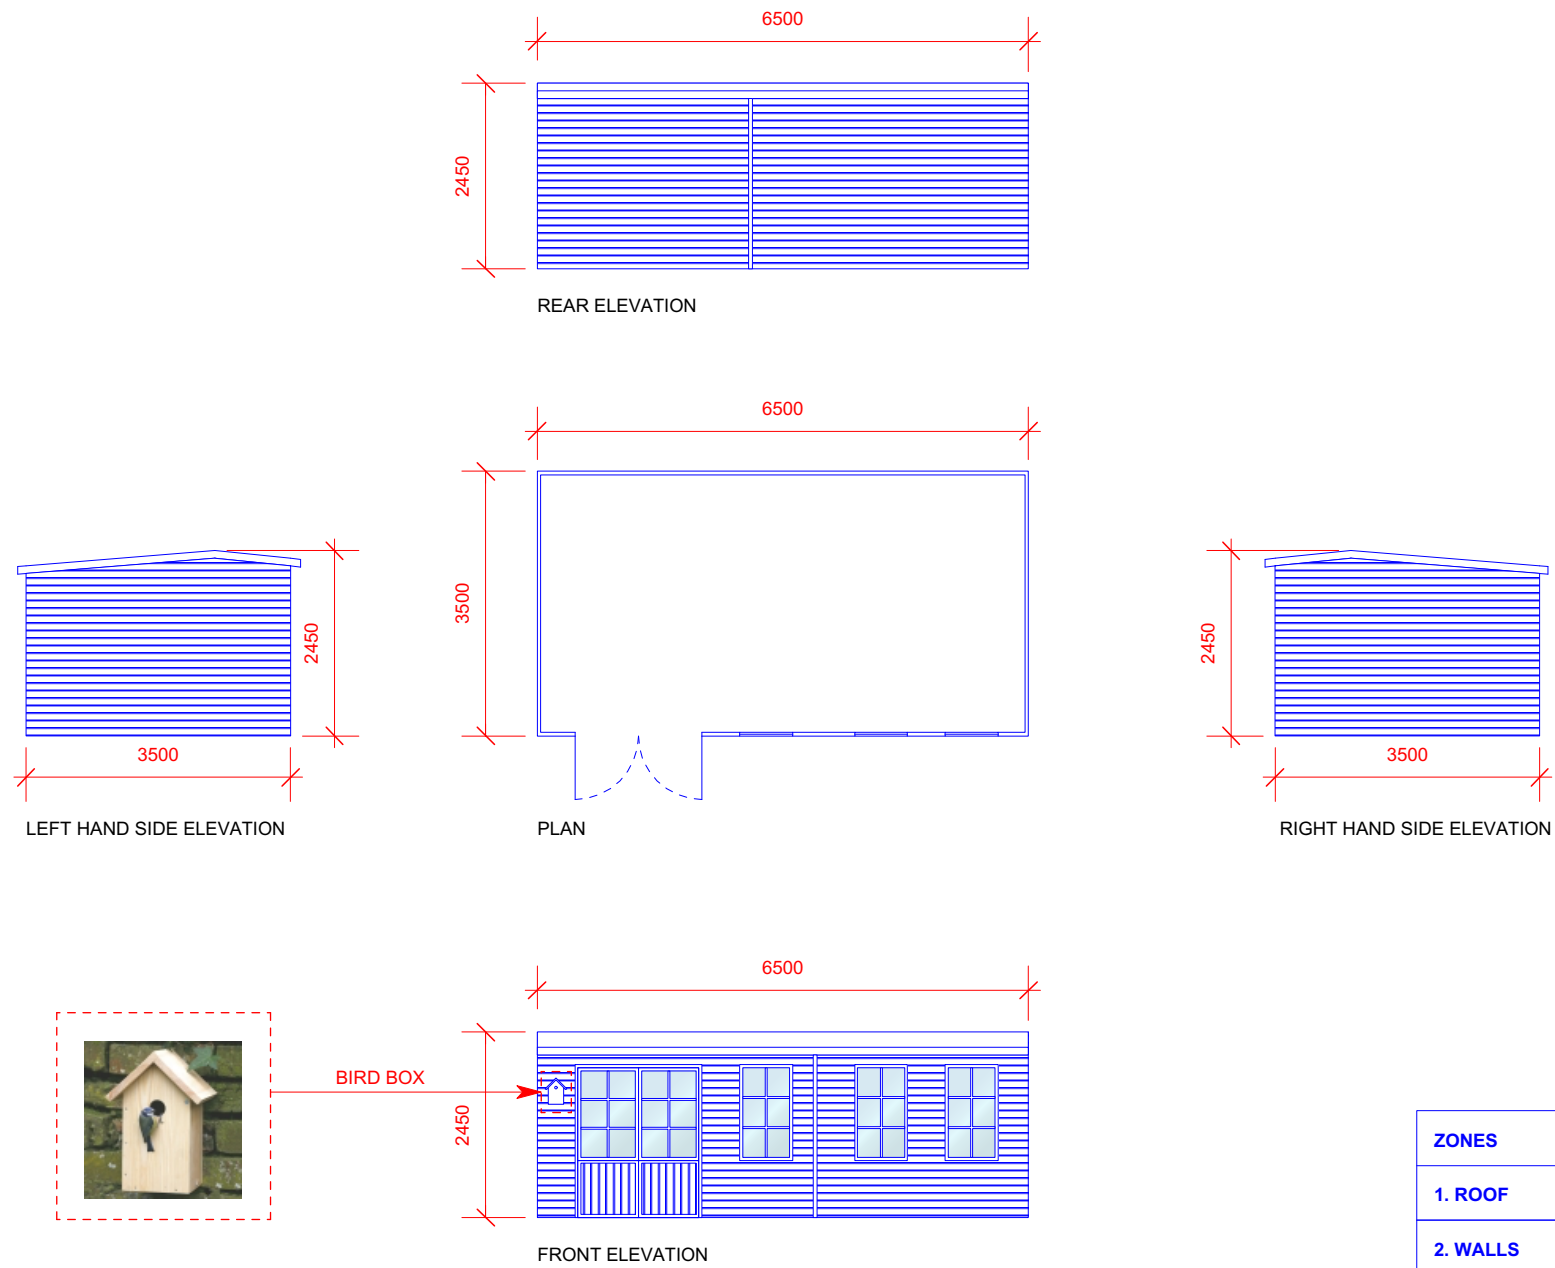 6500
2450
REAR ELEVATION
6500
3500
2450
3500
LEFT HAND SIDE ELEVATION
PLAN
2450
3500
RIGHT HAND SIDE ELEVATION
6500
BIRD BOX
2450
FRONT ELEVATION
ZONES
1. ROOF
2. WALLS